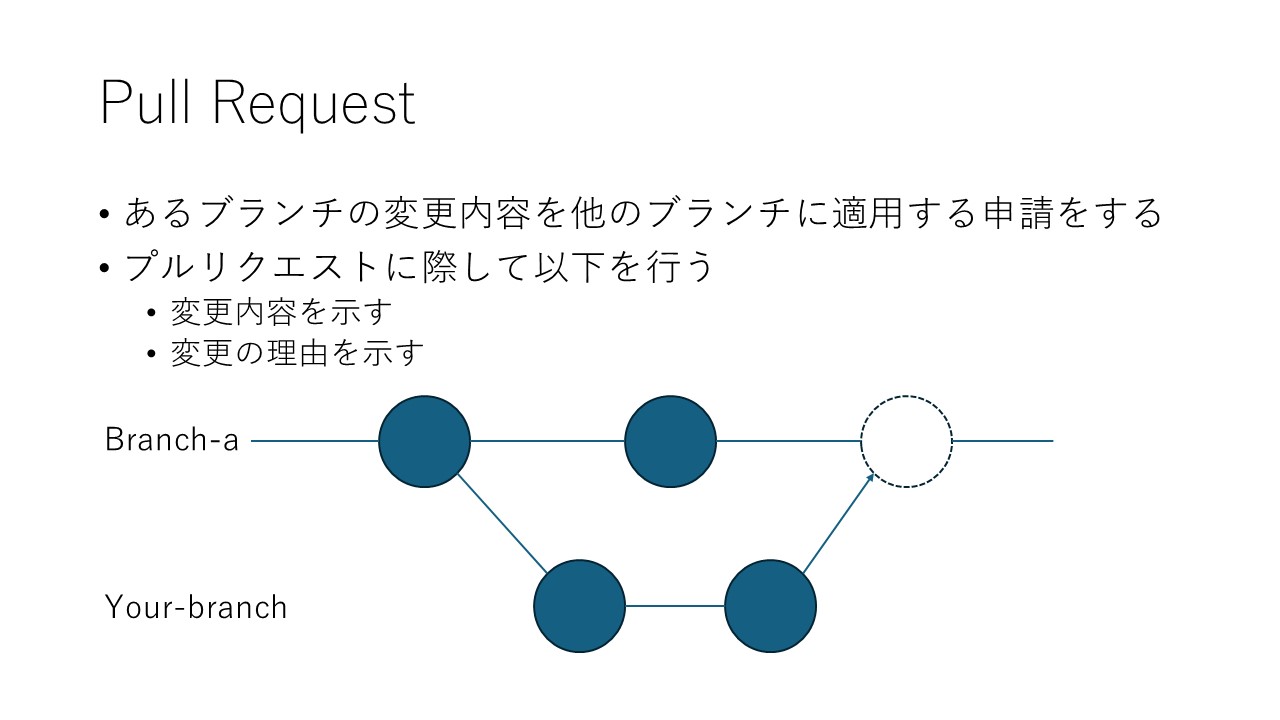 Pull Request
• あるブランチの変更内容を他のブランチに適用する申請をする
• プルリクエストに際して以下を行う
• 変更内容を示す
• 変更の理由を示す
Branch-a
Your-branch